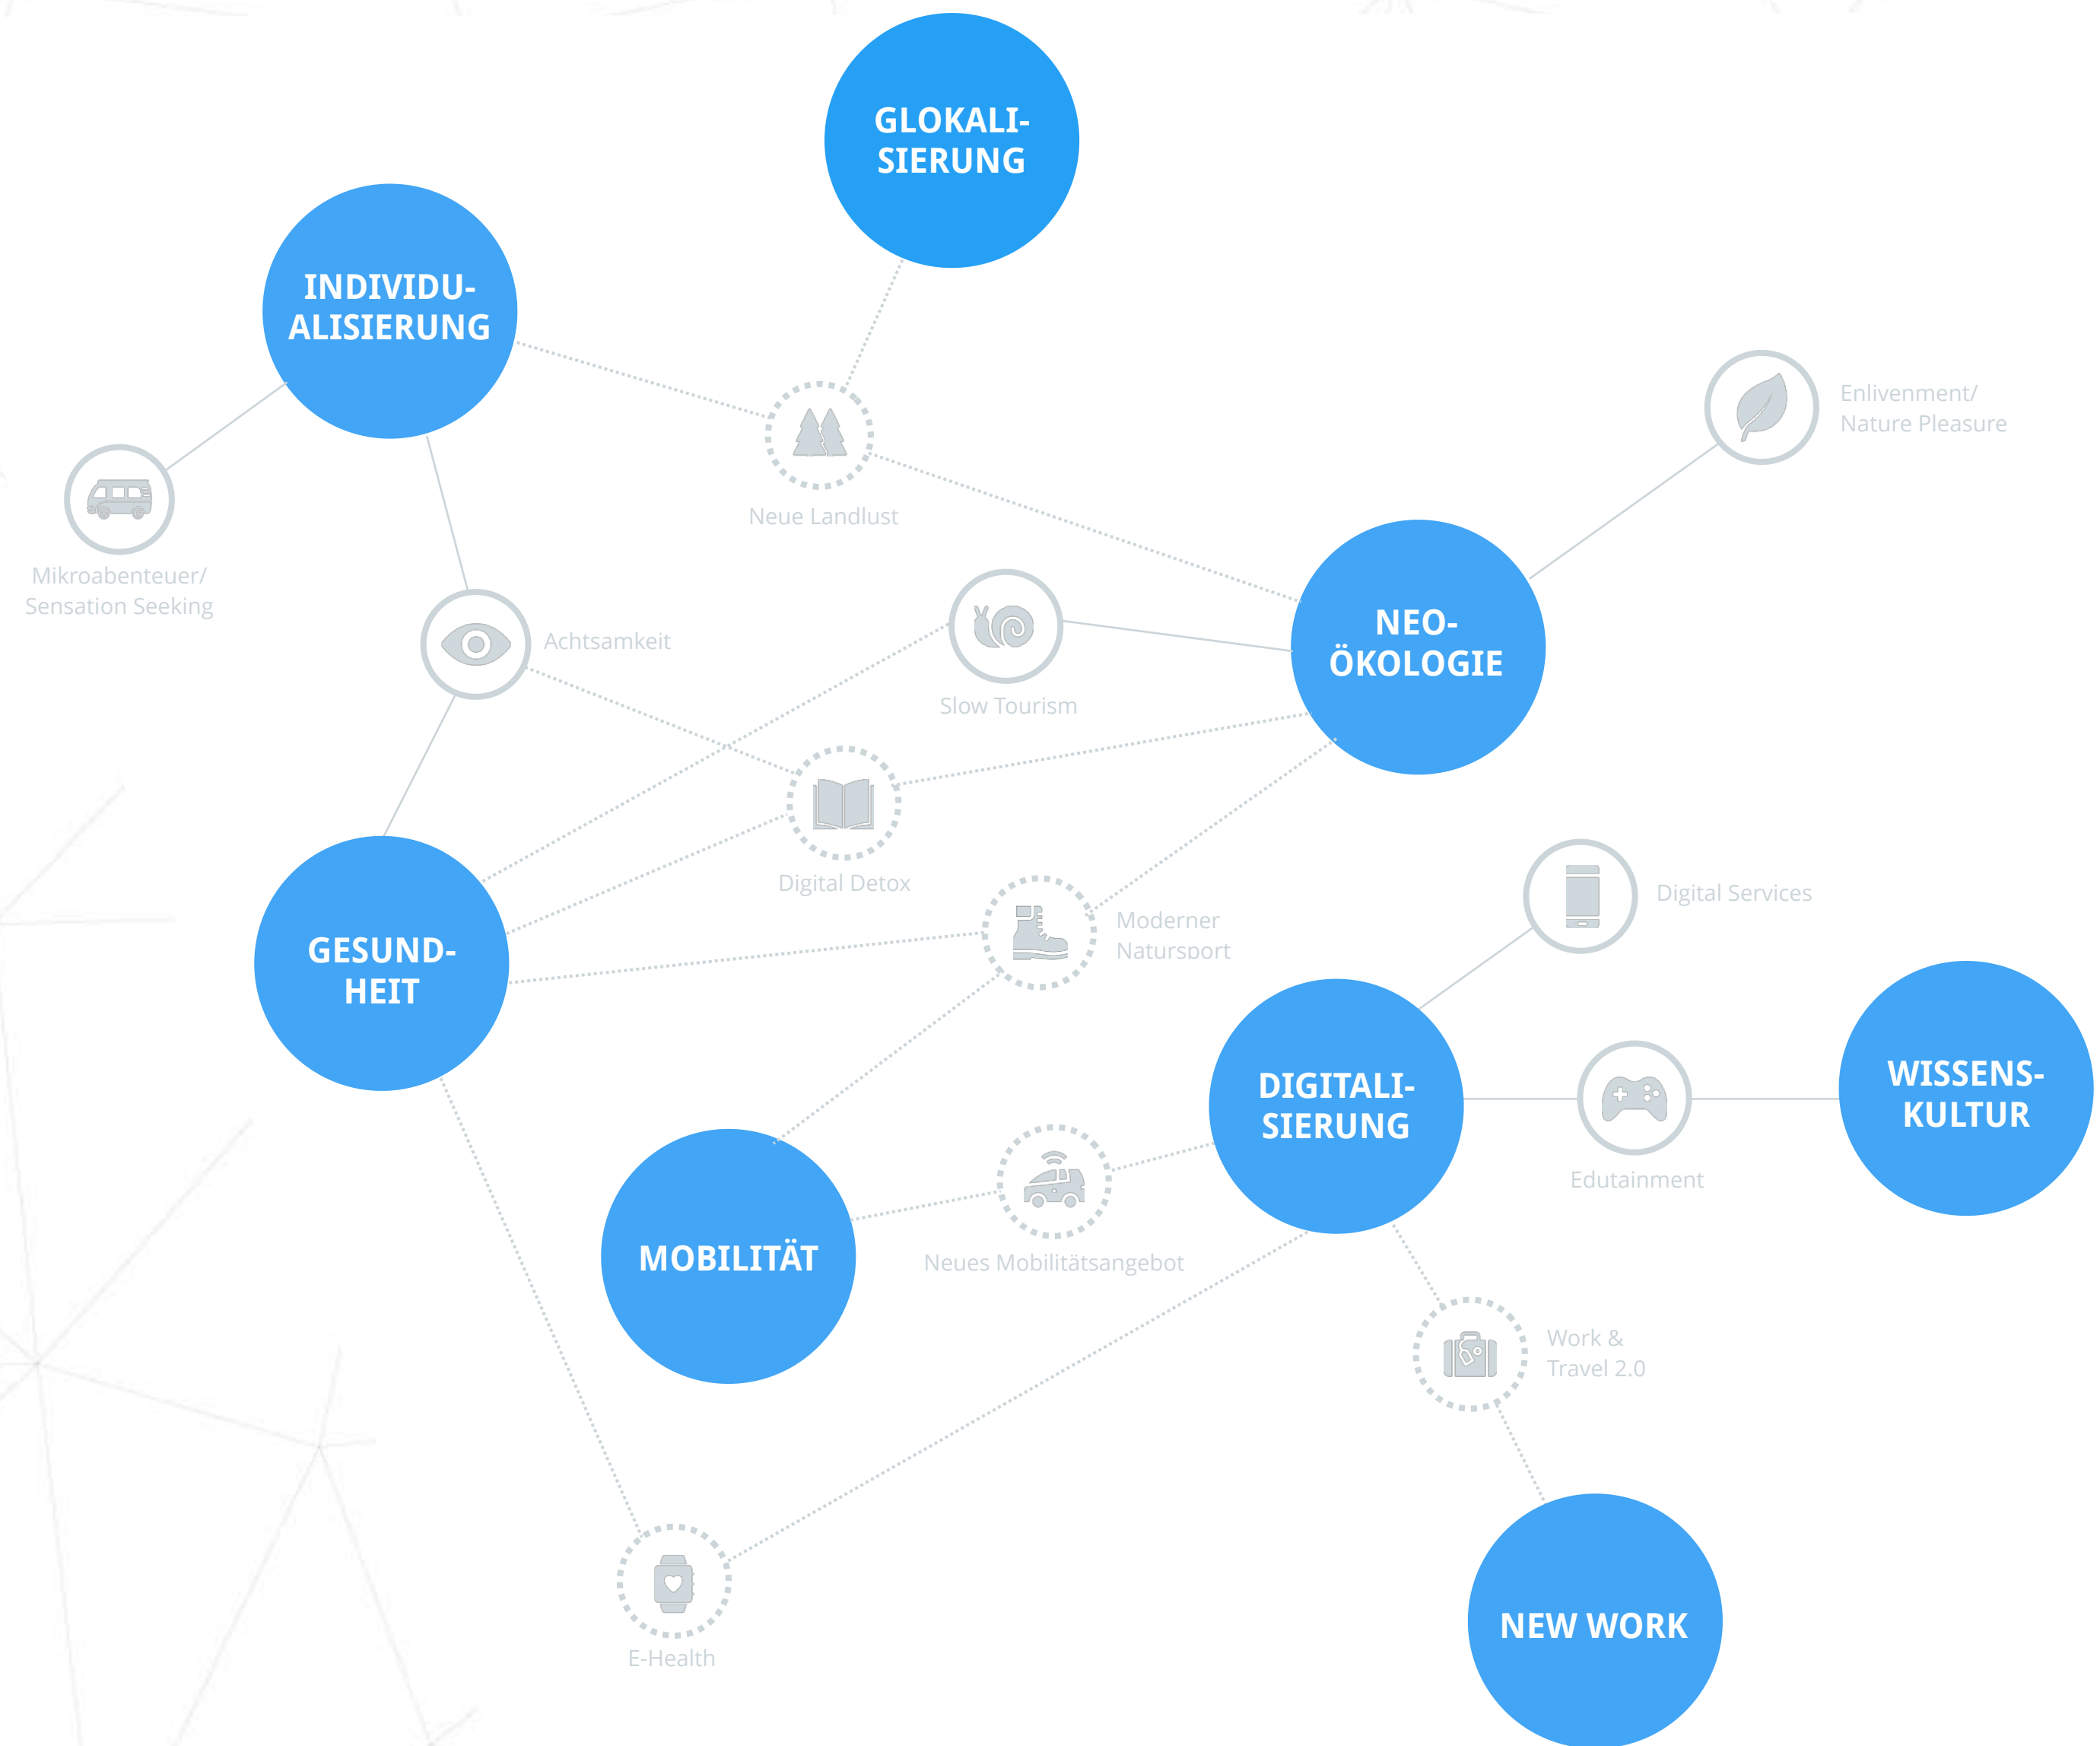 GLOKALI-
SIERUNG
INDIVIDU-
ALISIERUNG
Enlivenment/
Nature Pleasure
Neue Landlust
Mikroabenteuer/
Sensation Seeking
Achtsamkeit
NEO-
ÖKOLOGIE
Slow Tourism
Digital Detox
Digital Services
Moderner
Natursport
GESUND-
HEIT
DIGITALI-
SIERUNG
WISSENS-
KULTUR
Edutainment
MOBILITÄT
Neues Mobilitätsangebot
Work &
Travel 2.0
NEW WORK
E-Health